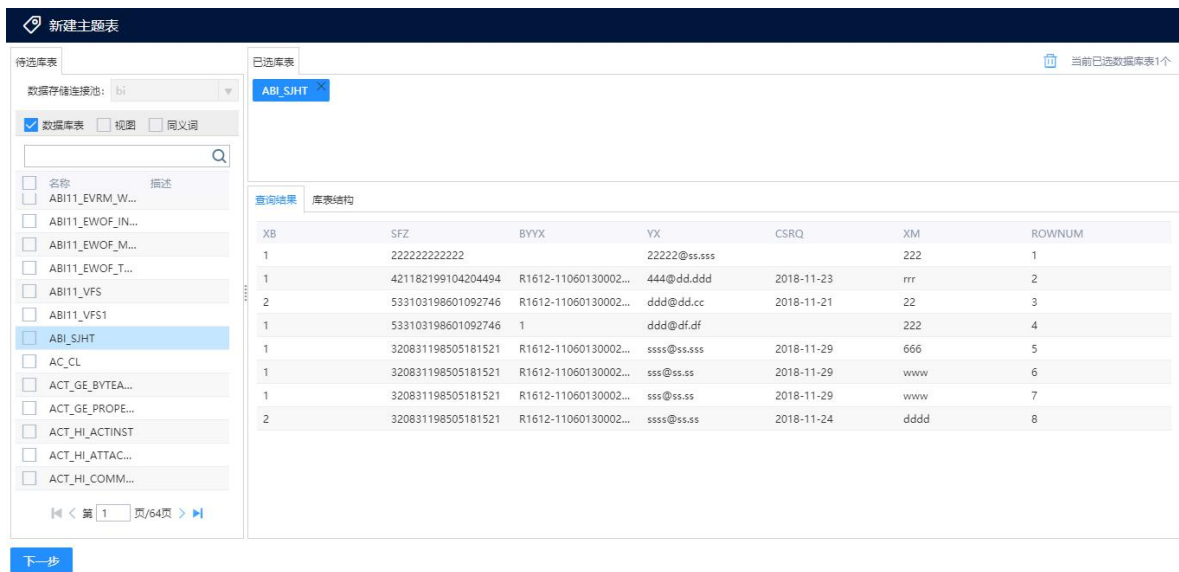 新建主题表
待选库表
数据存储连接池: bi
数据库表 视图 同义词
名称 描述
ABI11_EVRM_W...
ABI11_EWOF_IN...
ABI11_EWOF_M...
ABI11_EWOF_T...
ABI11_VFS
ABI11_VFS1
ABI_SJHT
AC_CL
ACT_GE_BYTEA...
ACT_GE_PROPE...
ACT_HI_ACTINST
ACT_HI_ATTAC...
ACT_HI_COMM...
第 1 页/64页
已选库表 当前已选数据库表1个
ABI_SJHT
查询结果 库表结构
XB SFZ BYYX YX CSRQ XM ROWNUM
1 222222222222 22222@ss.sss 222 1
1 421182199104204494 R1612-11060130002... 444@dd.ddd 2018-11-23 rrr 2
2 533103198601092746 R1612-11060130002... ddd@dd.cc 2018-11-21 22 3
1 533103198601092746 1 ddd@df.df 222 4
1 320831198505181521 R1612-11060130002... ssss@ss.sss 2018-11-29 666 5
1 320831198505181521 R1612-11060130002... sss@ss.ss 2018-11-29 www 6
1 320831198505181521 R1612-11060130002... sss@ss.ss 2018-11-29 www 7
2 320831198505181521 R1612-11060130002... ssss@ss.ss 2018-11-24 dddd 8
下一步